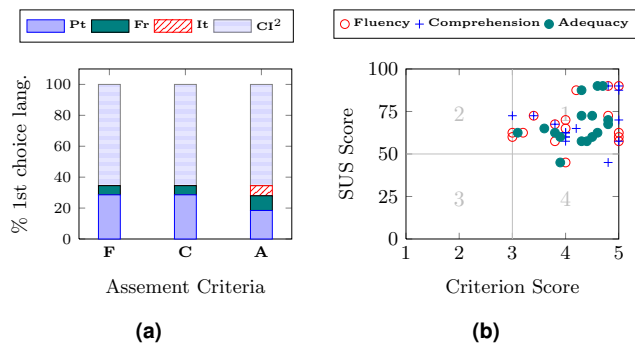 Pt Fr It CI²
100
80
60
40
20
0
% 1st choice lang.
F C A
Assement Criteria
(a)
Fluency Comprehension Adequacy
100
75
50
25
0
SUS Score
2 1
3 4
1 2 3 4 5
Criterion Score
(b)